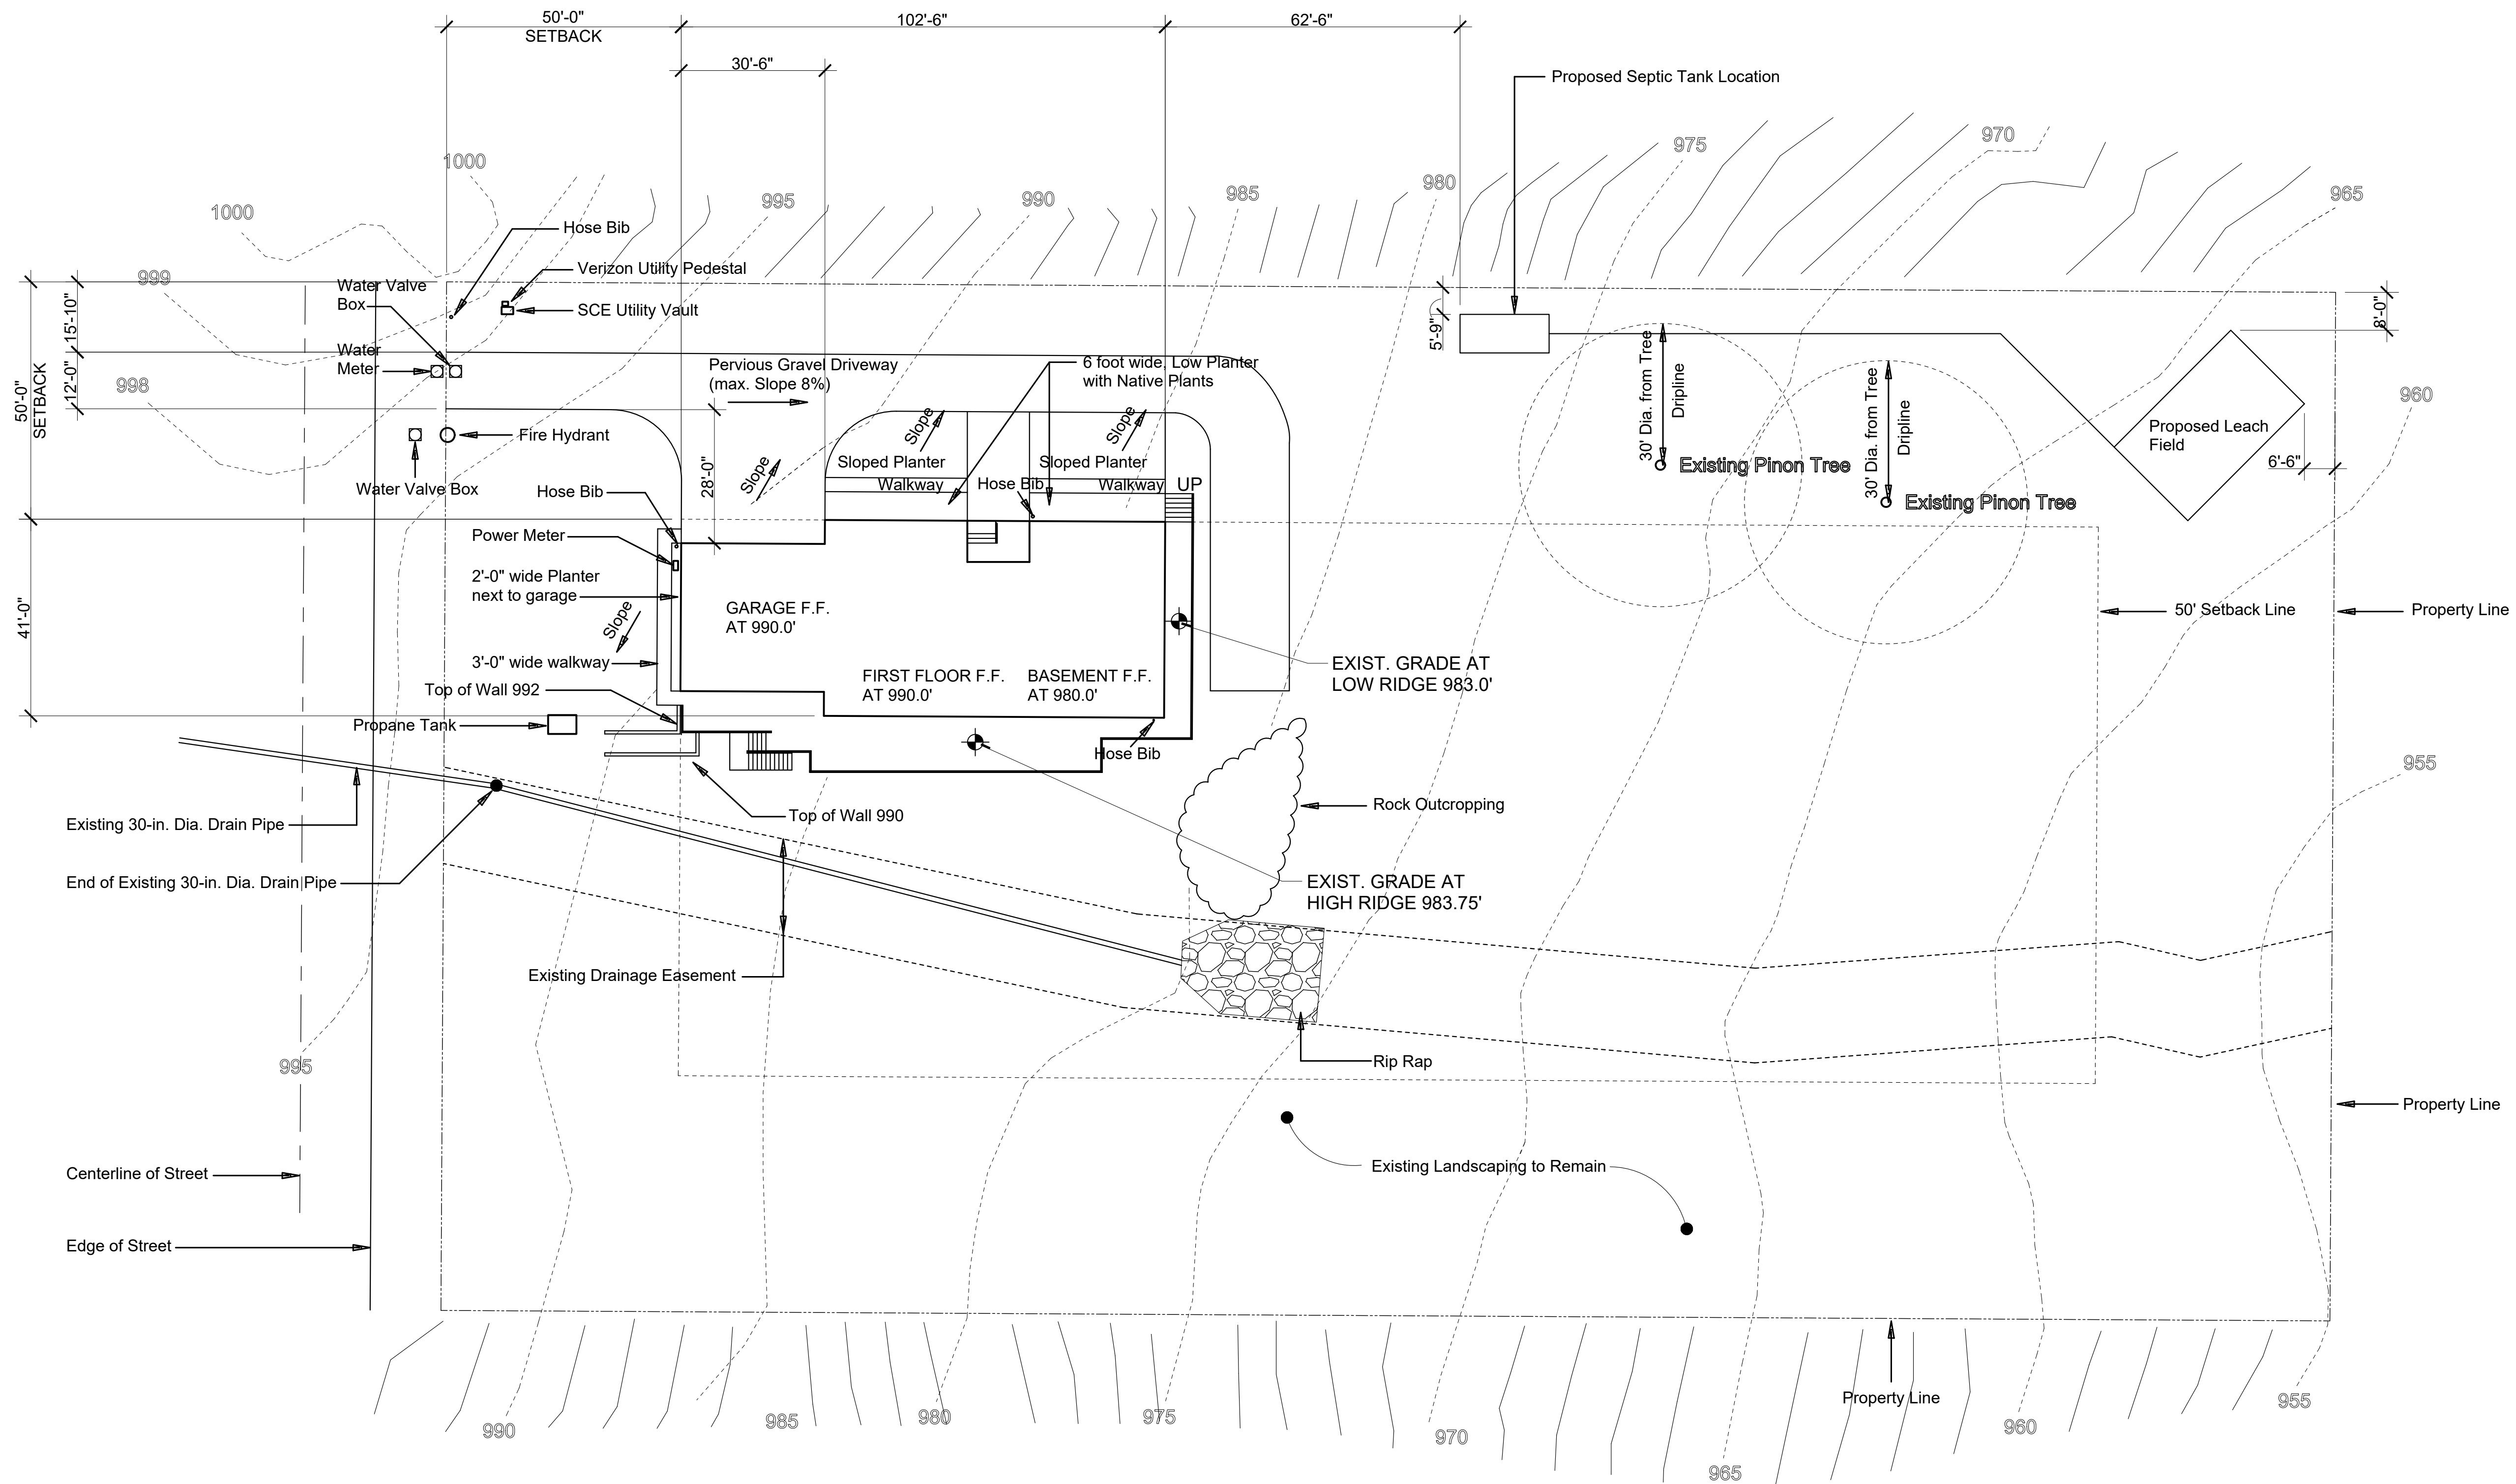 50'-0"
SETBACK
102'-6"
62'-6"
30'-6"
Proposed Septic Tank Location
1000
1000
995
990
985
980
975
970
965
999
998
Hose Bib
Verizon Utility Pedestal
SCE Utility Vault
Water Valve
Box
Water
Meter
15'-10"
12'-0"
50'-0"
SETBACK
41'-0"
Pervious Gravel Driveway
(max. Slope 8%)
6 foot wide, Low Planter
with Native Plants
5'-9"
8'-0"
30' Dia. from Tree
Dripline
30' Dia. from Tree
Dripline
Existing Pinon Tree
Existing Pinon Tree
Proposed Leach
Field
6'-6"
960
Fire Hydrant
Water Valve Box
Slope
Slope
Slope
28'-0"
Sloped Planter
Sloped Planter
Walkway
Hose Bib
Walkway
UP
Hose Bib
Power Meter
2'-0" wide Planter
next to garage
Slope
3'-0" wide walkway
Top of Wall 992
Propane Tank
GARAGE F.F.
AT 990.0'
FIRST FLOOR F.F.
AT 990.0'
BASEMENT F.F.
AT 980.0'
EXIST. GRADE AT
LOW RIDGE 983.0'
50' Setback Line
Property Line
Hose Bib
955
Existing 30-in. Dia. Drain Pipe
Top of Wall 990
Rock Outcropping
End of Existing 30-in. Dia. Drain Pipe
EXIST. GRADE AT
HIGH RIDGE 983.75'
Existing Drainage Easement
Rip Rap
995
Property Line
Centerline of Street
Existing Landscaping to Remain
Edge of Street
Property Line
990
985
980
975
970
965
960
955